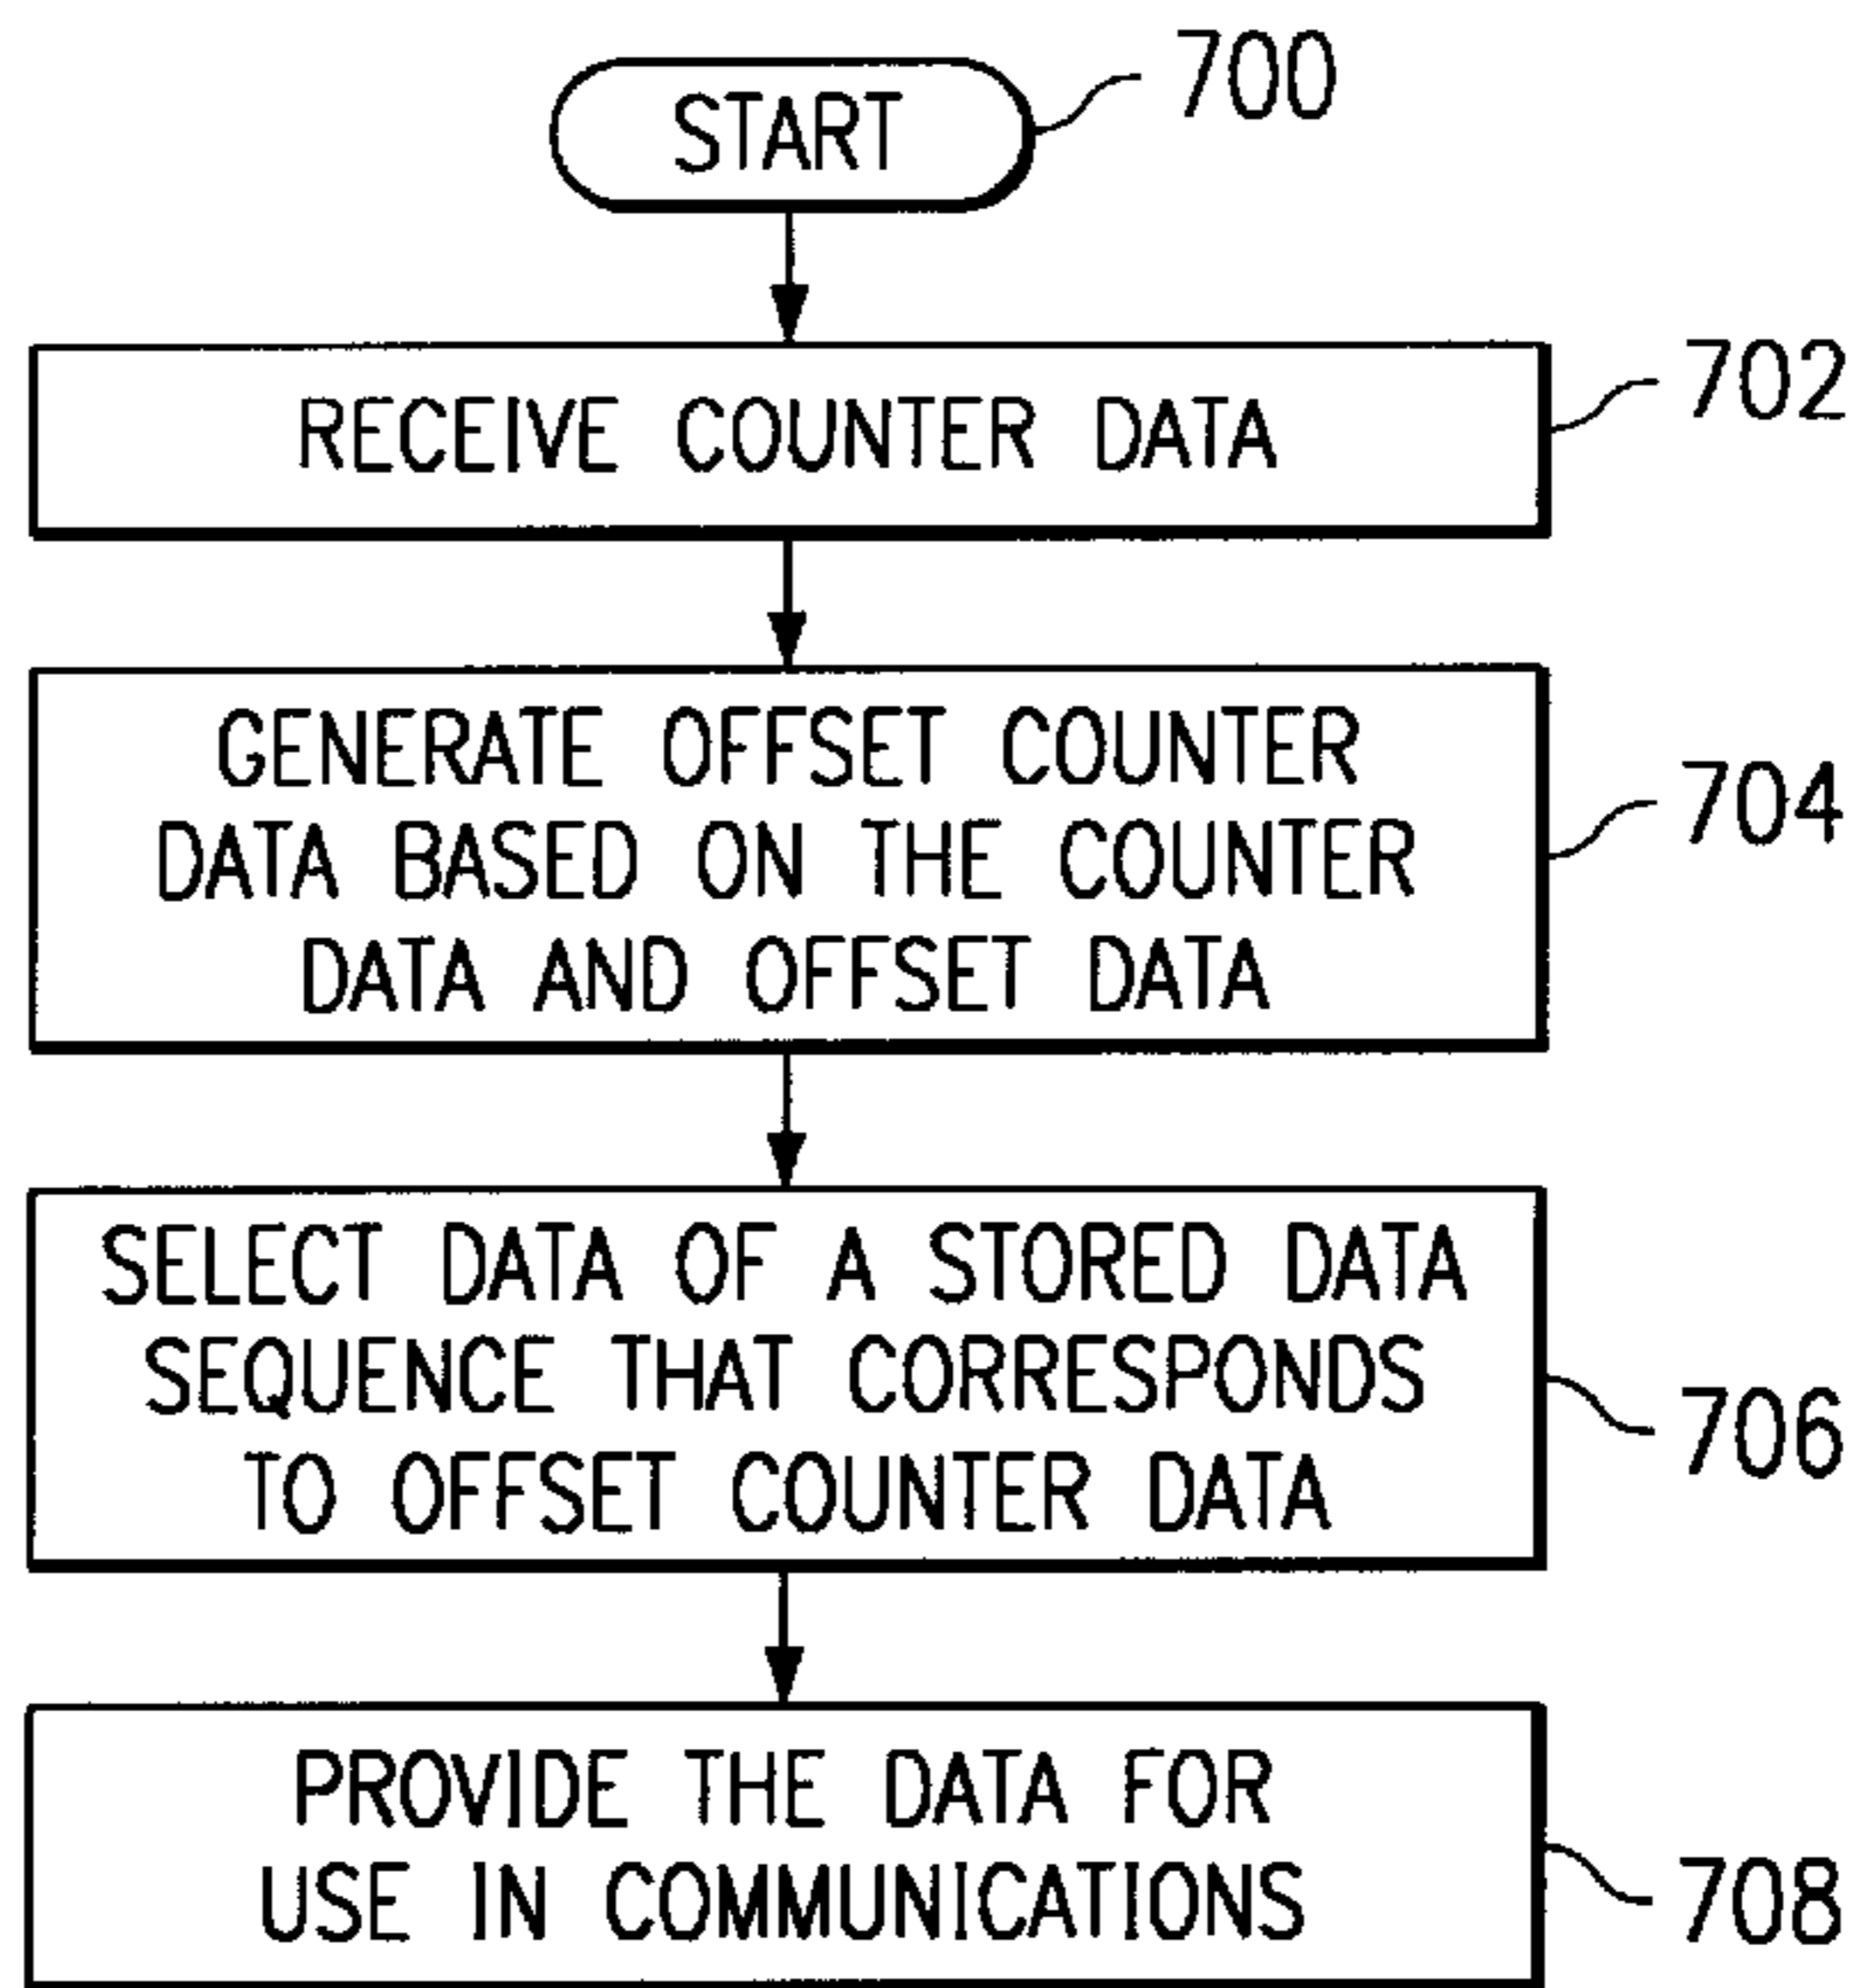 START
700
RECEIVE COUNTER DATA
702
GENERATE OFFSET COUNTER
DATA BASED ON THE COUNTER
DATA AND OFFSET DATA
704
SELECT DATA OF A STORED DATA
SEQUENCE THAT CORRESPONDS
TO OFFSET COUNTER DATA
706
PROVIDE THE DATA FOR
USE IN COMMUNICATIONS
708